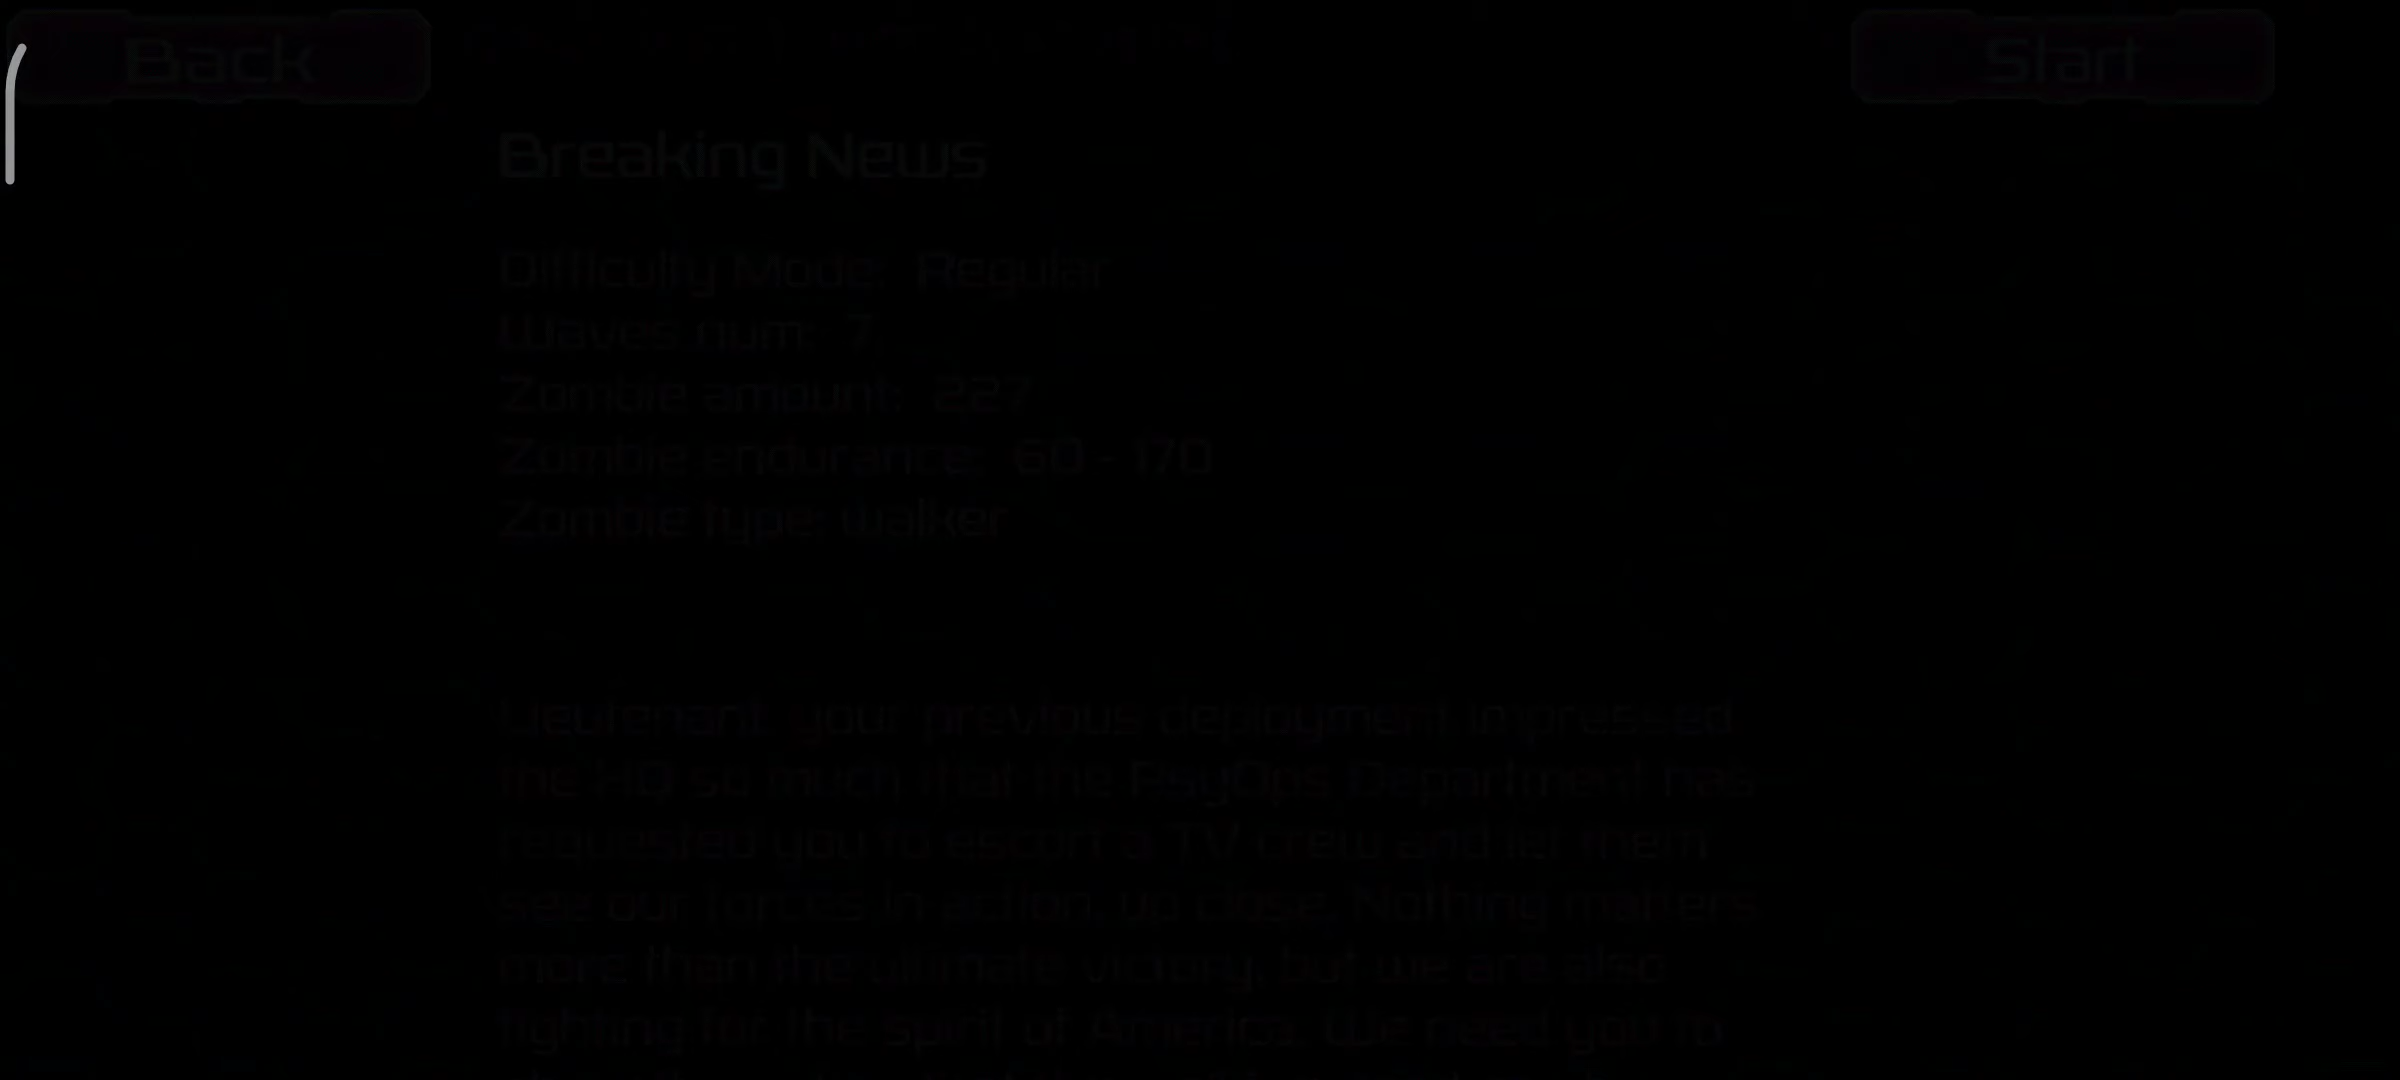 Back
Start
Breaking News
Difficulty Mode: Regular
Waves num: 7
Zombie amount: 227
Zombie endurance: 60 - 170
Zombie type: walker
Lieutenant, your previous deployment impressed
the HQ so much that the PsyOps Department has
requested you to escort a TV crew and let them
see our forces in action, up close. Nothing matters
more than the ultimate victory, but we are also
fighting for the spirit of America. We need you to